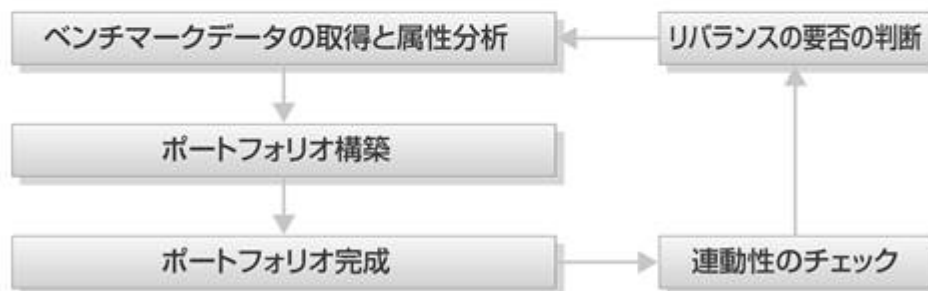 ベンチマークデータの取得と属性分析
リバランスの要否の判断
ポートフォリオ構築
ポートフォリオ完成
連動性のチェック